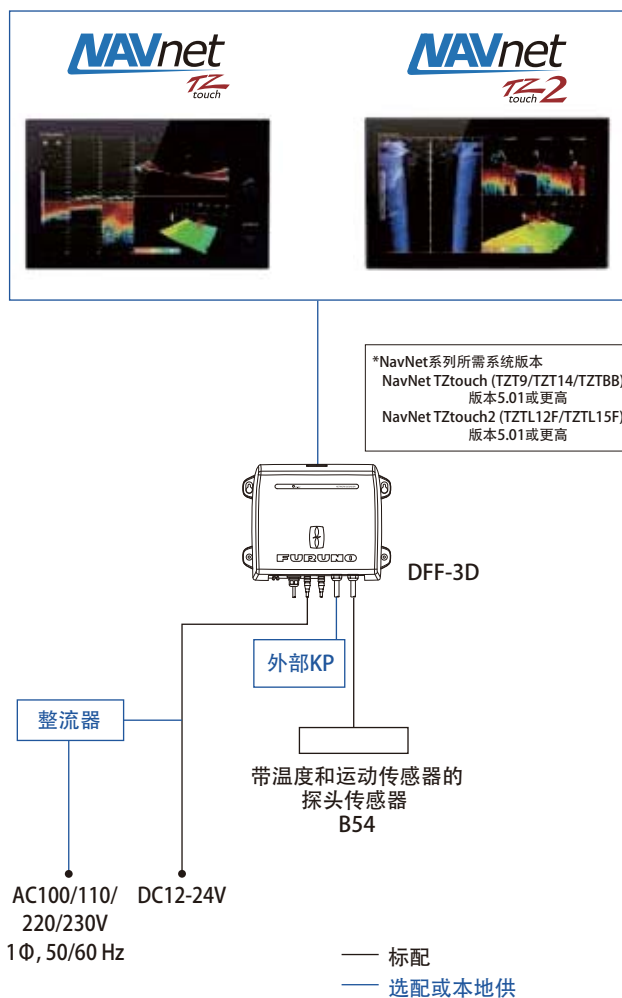 NAVnet
TZ
touch
NAVnet
TZ
touch 2
*NavNet系列所需系统版本
NavNet TZtouch (TZT9/TZT14/TZTBB)
版本5.01或更高
NavNet TZtouch2 (TZTL12F/TZTL15F)
版本5.01或更高
FURUNO
DFF-3D
外部KP
整流器
带温度和运动传感器的
探头传感器
B54
AC100/110/
220/230V
1Φ, 50/60 Hz
DC12-24V
标配
选配或本地供